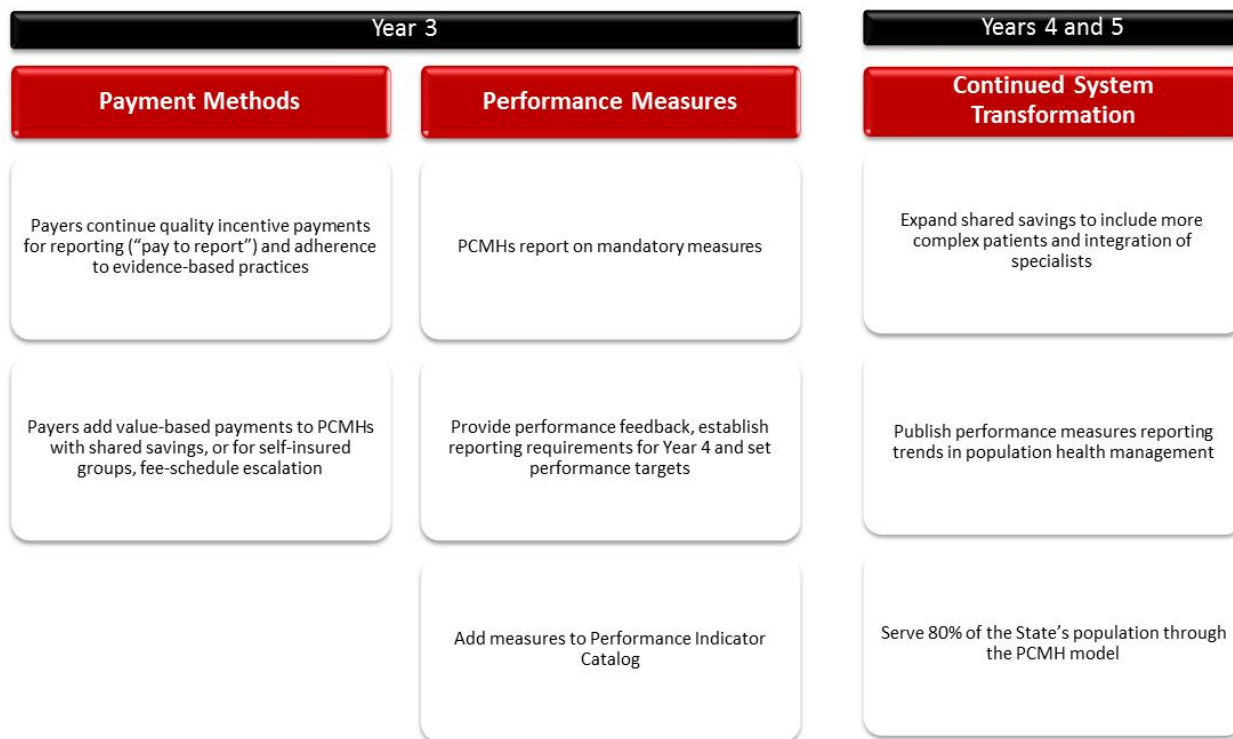 Year 3
Payment Methods
Payers continue quality incentive payments
for reporting (“pay to report”) and adherence
to evidence-based practices
Payers add value-based payments to PCMHs
with shared savings, or for self-insured
groups, fee-schedule escalation
Performance Measures
PCMHs report on mandatory measures
Provide performance feedback, establish
reporting requirements for Year 4 and set
performance targets
Add measures to Performance Indicator
Catalog
Years 4 and 5
Continued System
Transformation
Expand shared savings to include more
complex patients and integration of
specialists
Publish performance measures reporting
trends in population health management
Serve 80% of the State’s population through
the PCMH model